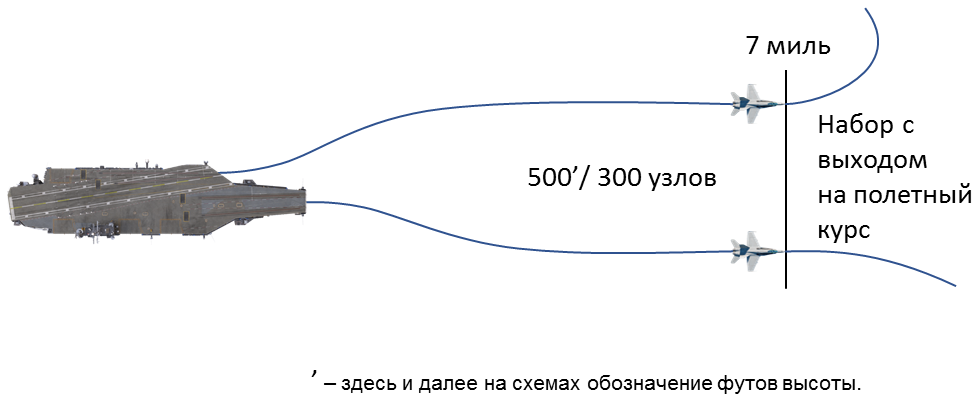 7 миль
Набор с
выходом
на полетный
курс
500’/ 300 узлов
’ – здесь и далее на схемах обозначение футов высоты.